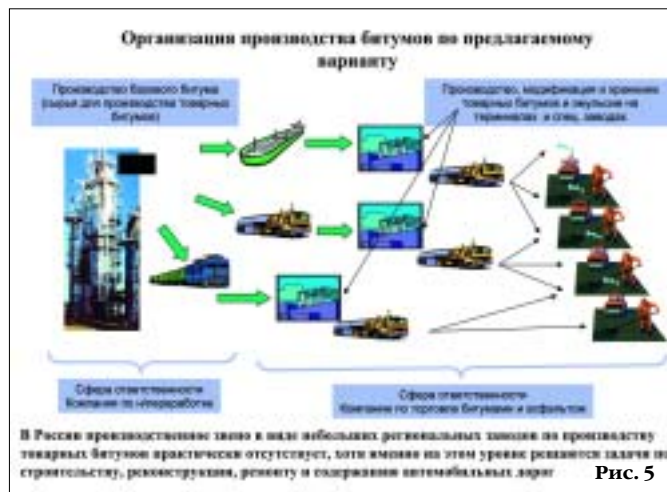 Организация производства битумов по предлагаемому
варианту
Производство базового битума
(сырья для производства товарных
битумов)
Производство, модификация и хранение
товарных битумов и эмульсии на
терминалах и спец. заводах
Сфера ответственности
Компания по н/переработке
Сфера ответственности
Компания по торговле битумами и асфальтом
В России производственное звено в виде небольших региональных заводов по производству
товарных битумов практически отсутствует, хотя именно на этом уровне решаются задачи по
строительству, реконструкции, ремонту и содержанию автомобильных дорог
Рис. 5